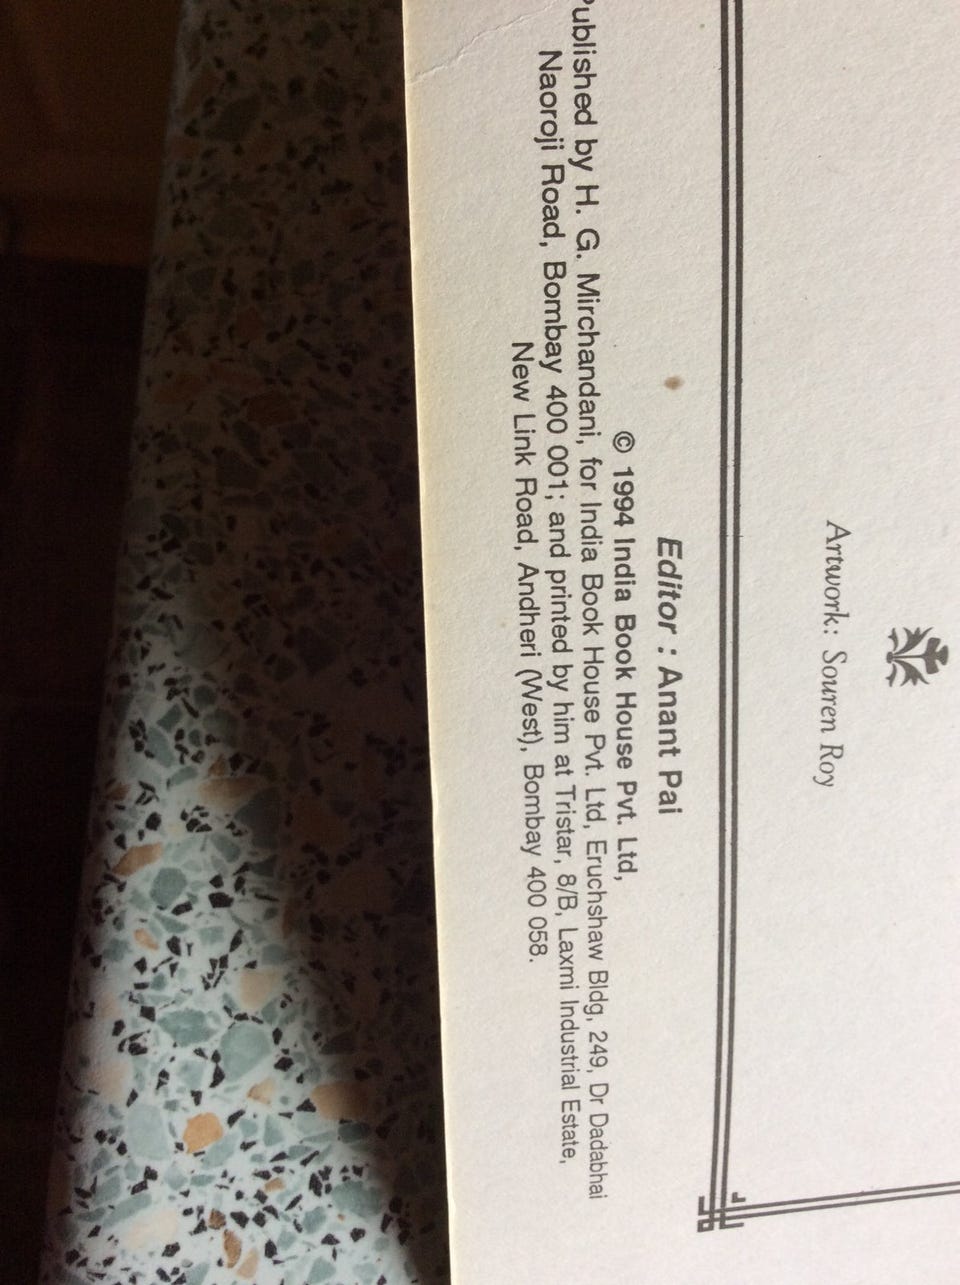 Artwork: Souren Roy
Editor : Anant Pai
© 1994 India Book House Pvt. Ltd,
Published by H. G. Mirchandani, for India Book House Pvt. Ltd, Eruchshaw Bldg, 249, Dr Dadabhai
Naoroji Road, Bombay 400 001; and printed by him at Tristar, 8/B, Laxmi Industrial Estate,
New Link Road, Andheri (West), Bombay 400 058.